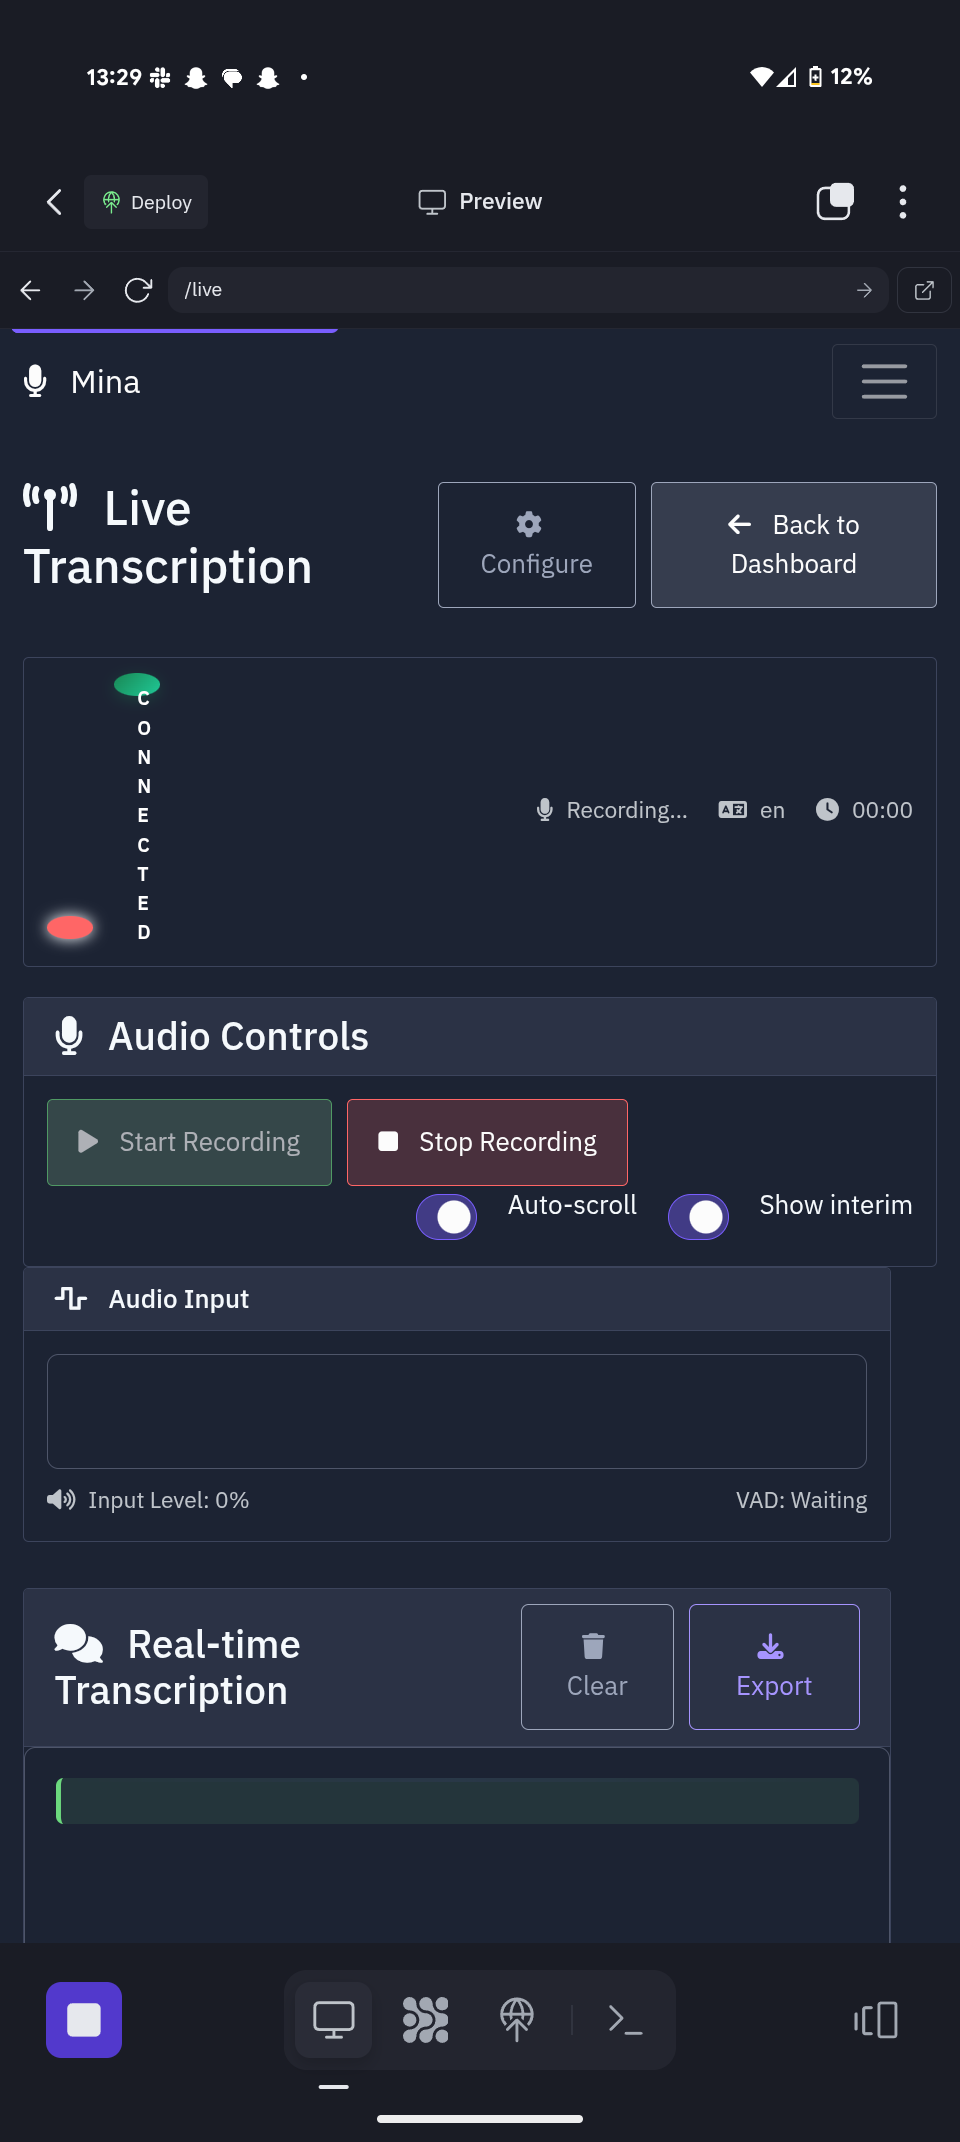 13:29
12%
Deploy
Preview
/live
Mina
Live
Transcription
Configure
Back to
Dashboard
CONNECTED
Recording...
en
00:00
Audio Controls
Start Recording
Stop Recording
Auto-scroll
Show interim
Audio Input
Input Level: 0%
VAD: Waiting
Real-time
Transcription
Clear
Export